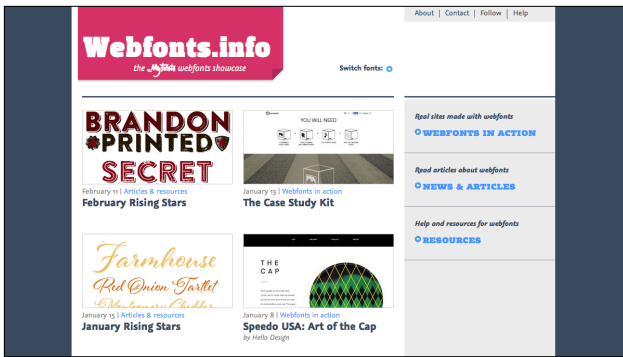 About | Contact | Follow | Help
Webfonts.info
the MyFonts webfonts showcase
Switch fonts:
BRANDON
PRINTED
SECRET
February 11 | Articles & resources
February Rising Stars
YOU WILL NEED
January 13 | Webfonts in action
The Case Study Kit
Farmhouse
Red Onion Tartlet
Montgomery Cheddar
January 15 | Articles & resources
January Rising Stars
THE
CAP
January 8 | Webfonts in action
Speedo USA: Art of the Cap
by Hello Design
Real sites made with webfonts
WEBFONTS IN ACTION
Read articles about webfonts
NEWS & ARTICLES
Help and resources for webfonts
RESOURCES